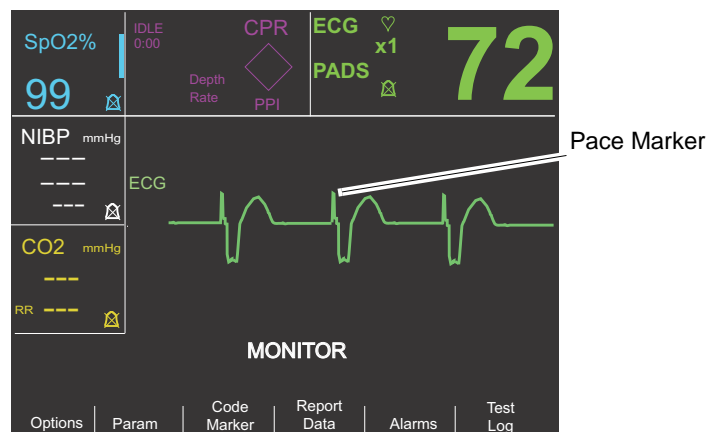 SpO2%
99
IDLE
0:00
CPR
Depth
Rate
PPI
ECG
x1
PADS
72
NIBP mmHg
---
---
---
ECG
Pace Marker
CO2 mmHg
---
RR ---
MONITOR
Options
Param
Code
Marker
Report
Data
Alarms
Test
Log